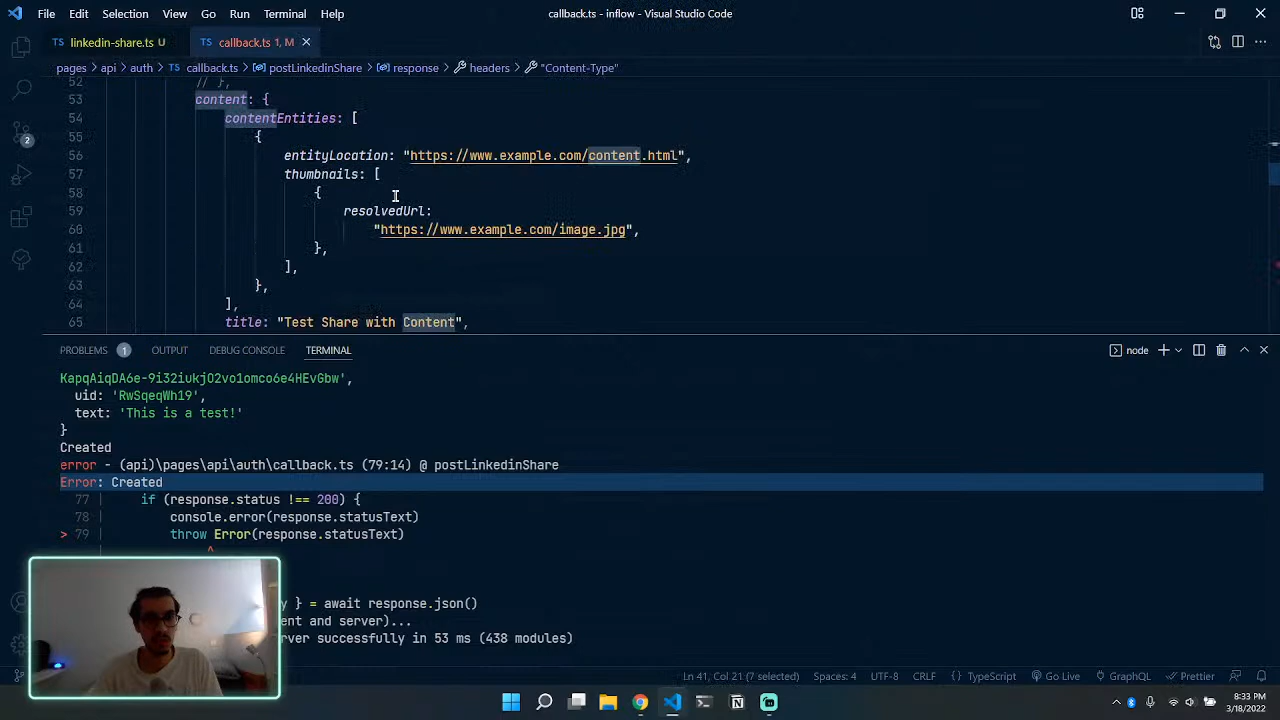 File Edit Selection View Go Run Terminal Help
callback.ts - inflow - Visual Studio Code
TS linkedin-share.ts U
TS callback.ts 1, M
pages > api > auth > TS callback.ts > postLinkedinShare > response > headers > "Content-Type"
52 // },
53 content: {
54 contentEntities: [
55 {
56 entityLocation: "https://www.example.com/content.html",
57 thumbnails: [
58 {
59 resolvedUrl:
60 "https://www.example.com/image.jpg",
61 },
62 ],
63 },
64 ],
65 title: "Test Share with Content",
2
PROBLEMS 1 OUTPUT DEBUG CONSOLE TERMINAL
node
KapqAiqDA6e-9i32iukjO2vo1omco6e4HEvGbw',
uid: 'RwSqeqWh19',
text: 'This is a test!'
}
Created
error - (api)\pages\api\auth\callback.ts (79:14) @ postLinkedinShare
Error: Created
77 | if (response.status !== 200) {
78 | console.error(response.statusText)
> 79 | throw Error(response.statusText)
^
y } = await response.json()
ent and server)...
rver successfully in 53 ms (438 modules)
Ln 41, Col 21 (7 selected) Spaces: 4 UTF-8 CRLF {} TypeScript Go Live GraphQL Prettier
8:33 PM
3/18/2022